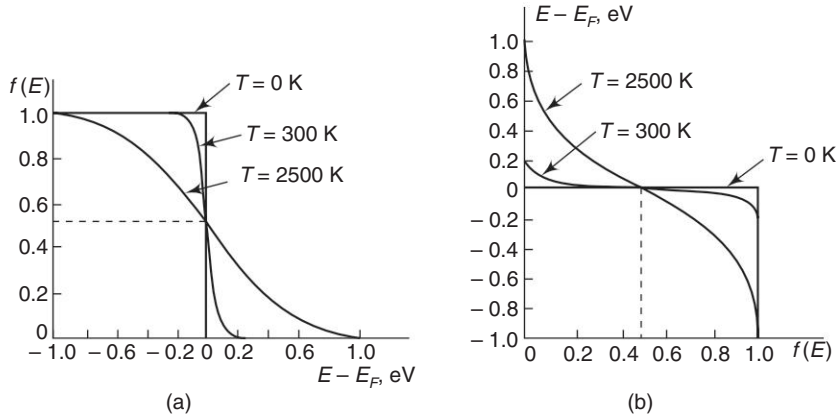 f(E)
1.0
0.8
0.6
0.4
0.2
0
– 1.0 – 0.6 – 0.2 0 0.2 0.6 1.0
E – E_F, eV
T = 0 K
T = 300 K
T = 2500 K
(a)
E – E_F, eV
1.0
0.8
0.6
0.4
0.2
0
– 0.2
– 0.4
– 0.6
– 0.8
– 1.0
0 0.2 0.4 0.6 0.8 1.0 f(E)
T = 2500 K
T = 300 K
T = 0 K
(b)